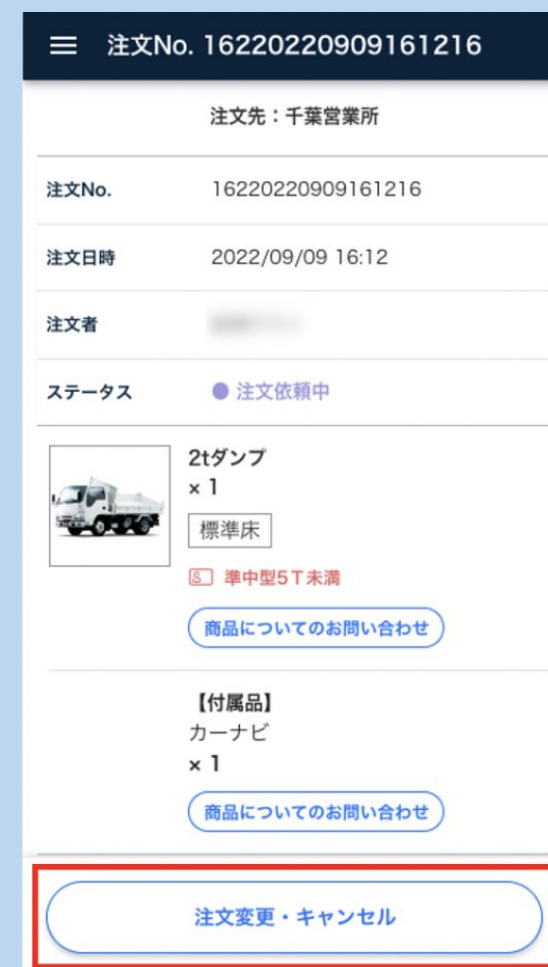 注文No. 16220220909161216
注文先：千葉営業所
注文No. 16220220909161216
注文日時 2022/09/09 16:12
注文者
ステータス ● 注文依頼中
2tダンプ
× 1
標準床
準中型5T未満
商品についてのお問い合わせ
【付属品】
カーナビ
× 1
商品についてのお問い合わせ
注文変更・キャンセル